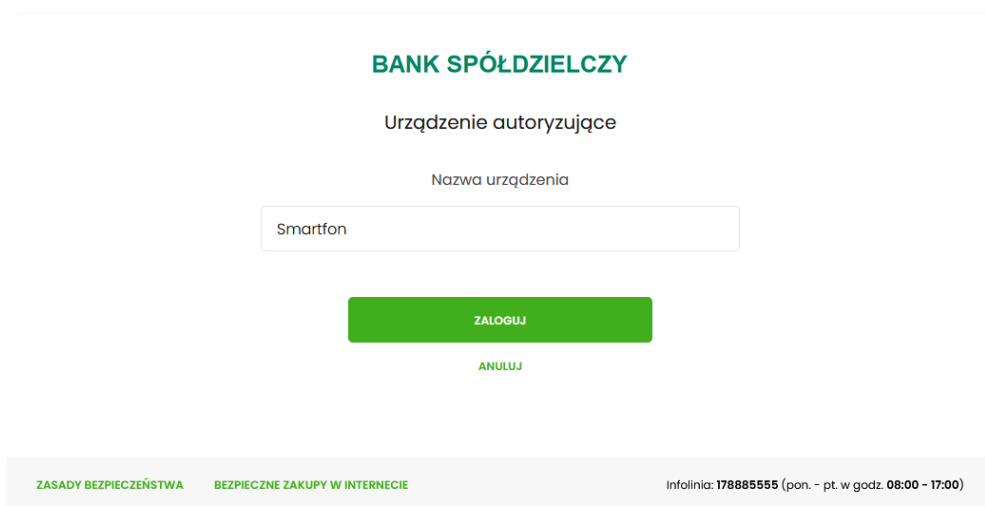 BANK SPÓŁDZIELCZY
Urządzenie autoryzujące
Nazwa urządzenia
Smartfon
ZALOGUJ
ANULUJ
ZASADY BEZPIECZEŃSTWA BEZPIECZNE ZAKUPY W INTERNECIE Infolinia: 178885555 (pon. - pt. w godz. 08:00 - 17:00)